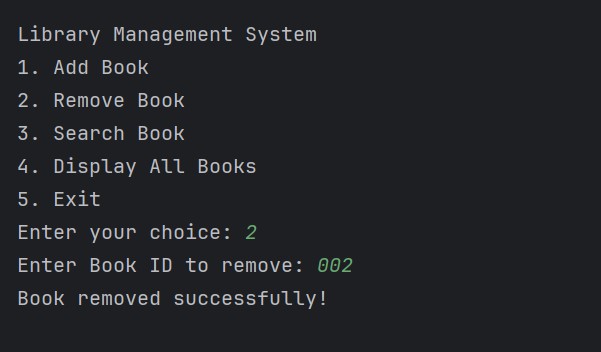 Library Management System
1. Add Book
2. Remove Book
3. Search Book
4. Display All Books
5. Exit
Enter your choice: 2
Enter Book ID to remove: 002
Book removed successfully!